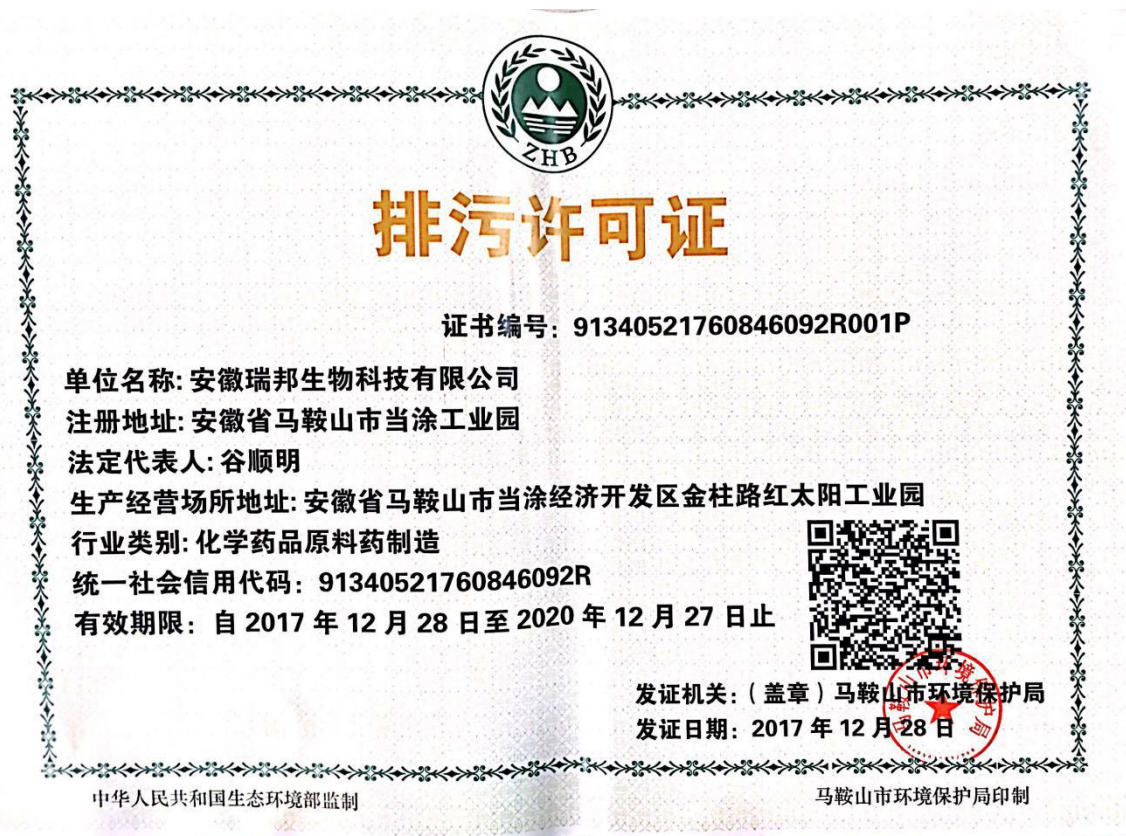 ZHB
排污许可证
证书编号：91340521760846092R001P
单位名称: 安徽瑞邦生物科技有限公司
注册地址: 安徽省马鞍山市当涂工业园
法定代表人: 谷顺明
生产经营场所地址: 安徽省马鞍山市当涂经济开发区金柱路红太阳工业园
行业类别: 化学药品原料药制造
统一社会信用代码：91340521760846092R
有效期限：自 2017 年 12 月 28 日至 2020 年 12 月 27 日止
发证机关：（盖章）马鞍山市环境保护局
发证日期：2017 年 12 月 28 日
马鞍山市环境保护局
中华人民共和国生态环境部监制
马鞍山市环境保护局印制